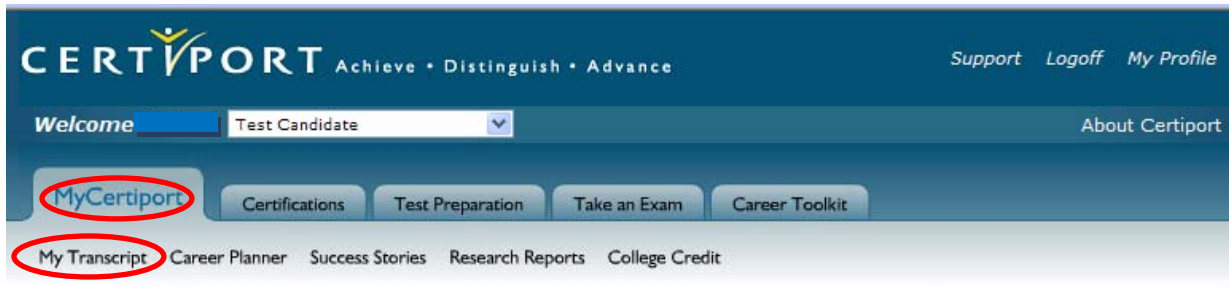 CERTIPORT Achieve • Distinguish • Advance
Support Logoff My Profile
Welcome Test Candidate
About Certiport
MyCertiport Certifications Test Preparation Take an Exam Career Toolkit
My Transcript Career Planner Success Stories Research Reports College Credit